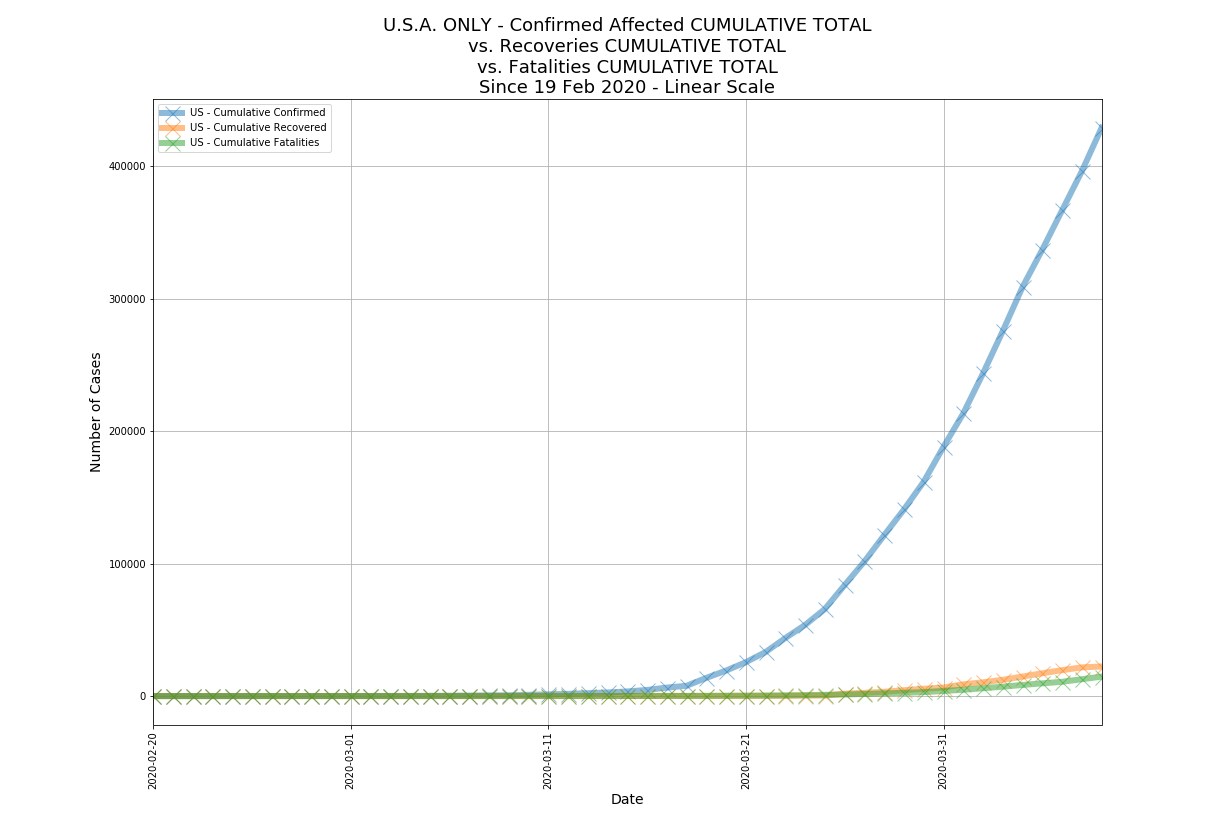 U.S.A. ONLY - Confirmed Affected CUMULATIVE TOTAL
vs. Recoveries CUMULATIVE TOTAL
vs. Fatalities CUMULATIVE TOTAL
Since 19 Feb 2020 - Linear Scale
US - Cumulative Confirmed
US - Cumulative Recovered
US - Cumulative Fatalities
400000
300000
200000
100000
0
Number of Cases
2020-02-20
2020-03-01
2020-03-11
2020-03-21
2020-03-31
Date